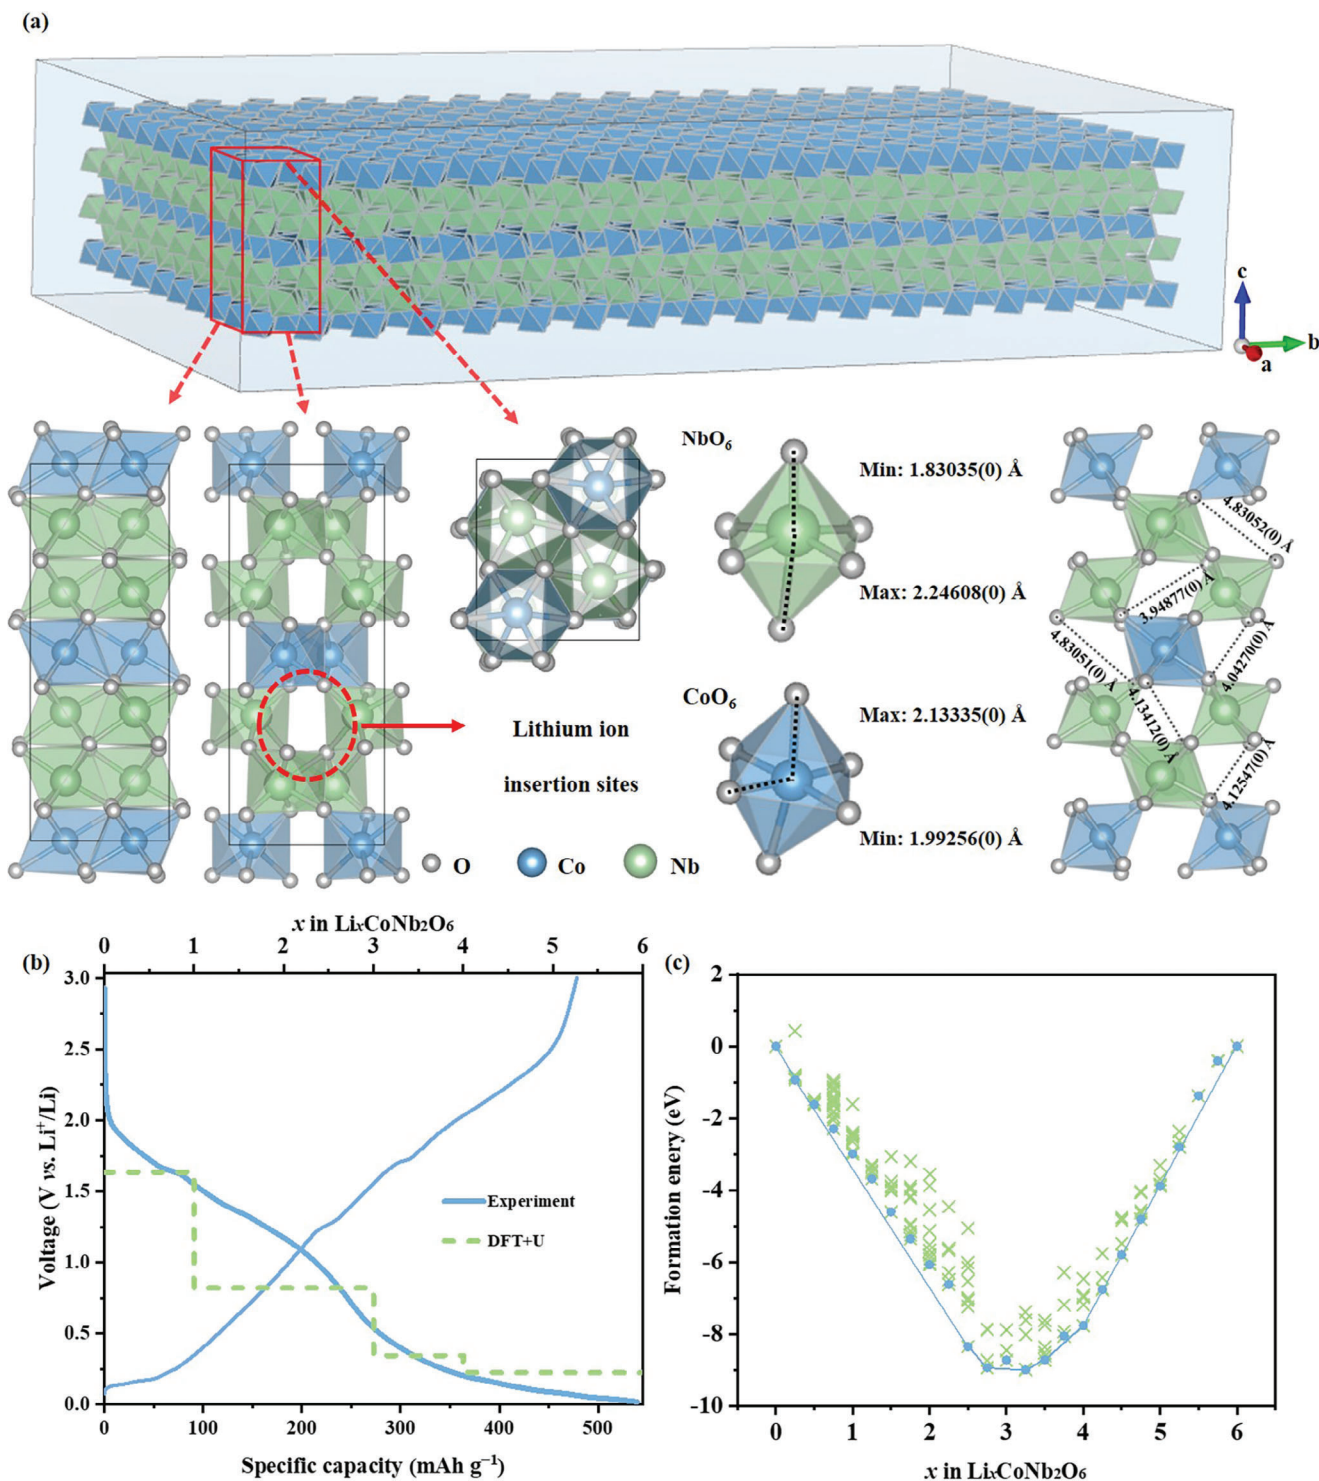 (a)
c
b
a
NbO₆
Min: 1.83035(0) Å
Max: 2.24608(0) Å
CoO₆
Max: 2.13335(0) Å
Min: 1.99256(0) Å
4.83052(0) Å
3.94877(0) Å
4.83051(0) Å
4.04270(0) Å
4.13412(0) Å
4.12547(0) Å
Lithium ion
insertion sites
O Co Nb
(b)
x in LiₓCoNb₂O₆
0 1 2 3 4 5 6
3.0
2.5
2.0
1.5
1.0
0.5
0.0
Voltage (V vs. Li⁺/Li)
Experiment
DFT+U
0 100 200 300 400 500
Specific capacity (mAh g⁻¹)
(c)
2
0
-2
-4
-6
-8
-10
Formation enery (eV)
0 1 2 3 4 5 6
x in LiₓCoNb₂O₆